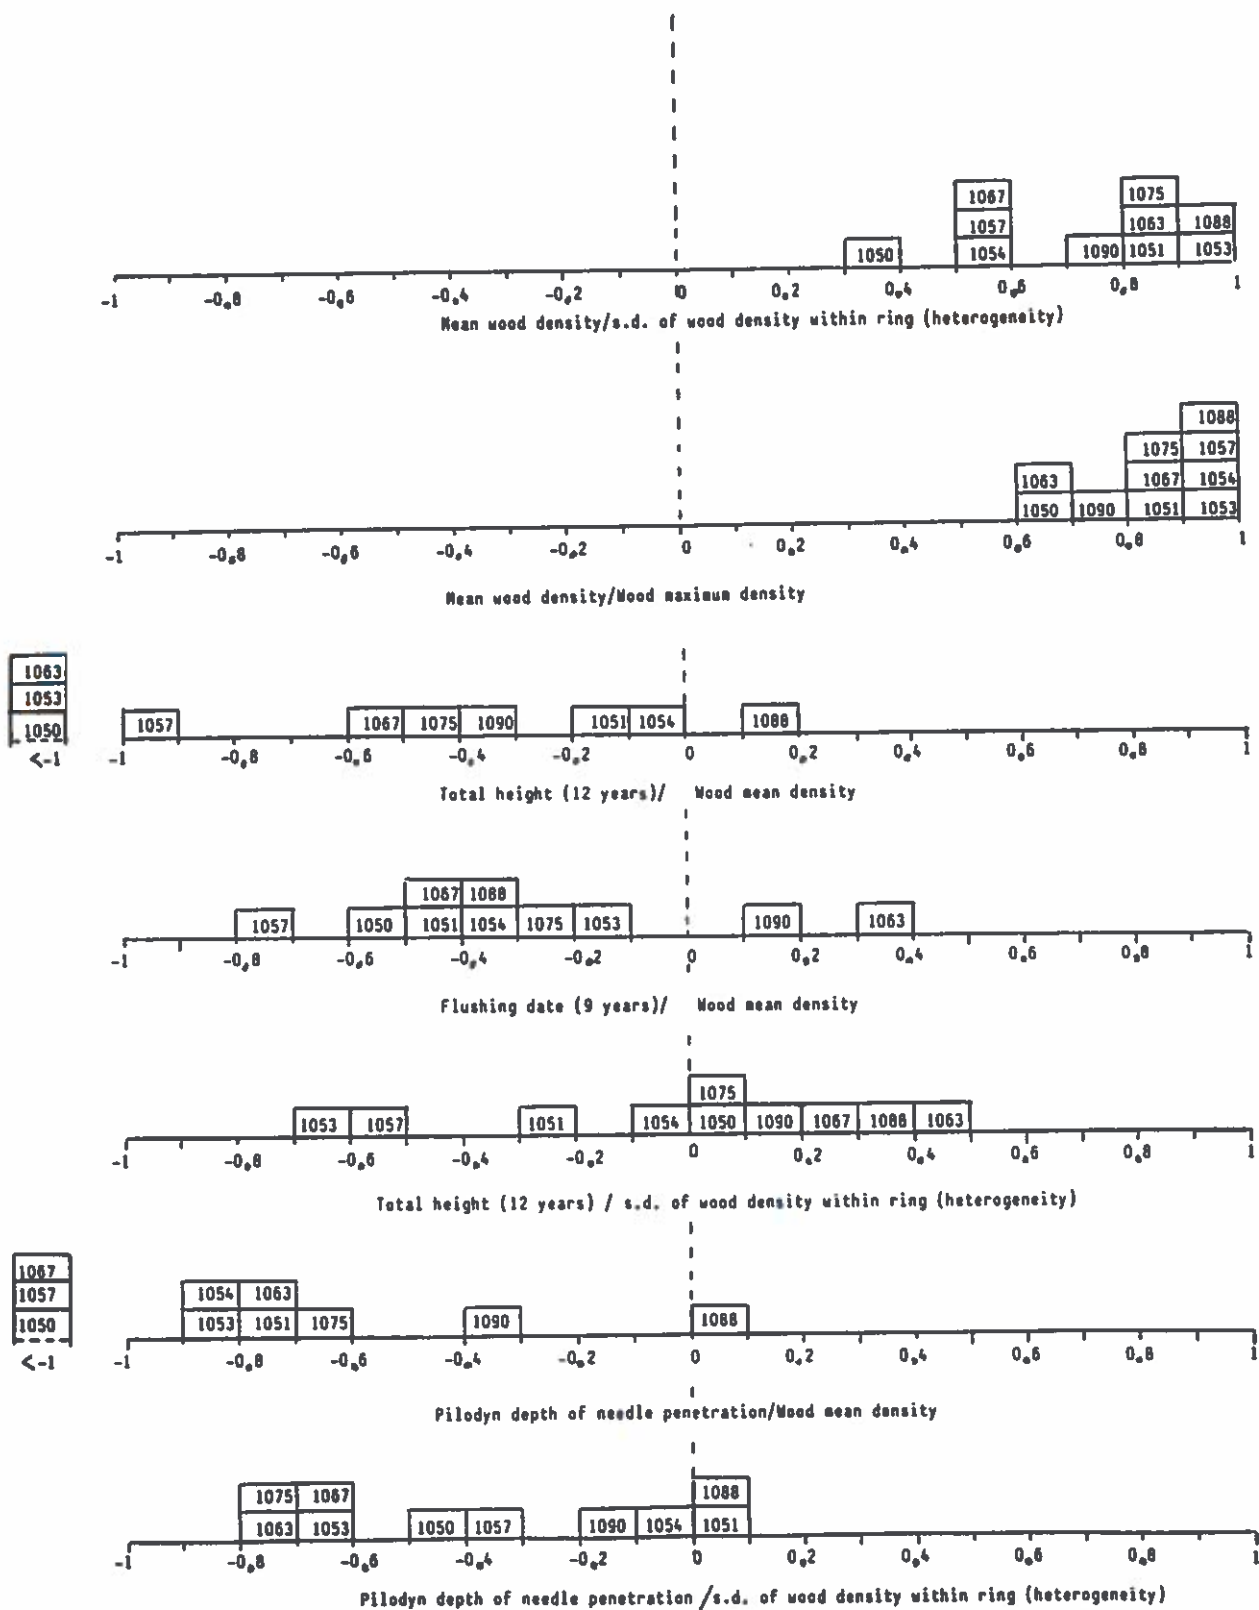 1067 1075
1057 1063 1088
1050 1054 1090 1051 1053
-1 -0.8 -0.6 -0.4 -0.2 0 0.2 0.4 0.6 0.8 1
Mean wood density/s.d. of wood density within ring (heterogeneity)
1088
1075 1057
1063 1067 1054
1050 1090 1051 1053
-1 -0.8 -0.6 -0.4 -0.2 0 0.2 0.4 0.6 0.8 1
Mean wood density/Wood maximum density
1063
1053
1050 1057 1067 1075 1090 1051 1054 1088
<-1 -1 -0.8 -0.6 -0.4 -0.2 0 0.2 0.4 0.6 0.8 1
Total height (12 years)/ Wood mean density
1067 1088
1057 1050 1051 1054 1075 1053 1090 1063
-1 -0.8 -0.6 -0.4 -0.2 0 0.2 0.4 0.6 0.8 1
Flushing date (9 years)/ Wood mean density
1075
1053 1057 1051 1054 1050 1090 1067 1088 1063
-1 -0.8 -0.6 -0.4 -0.2 0 0.2 0.4 0.6 0.8 1
Total height (12 years) / s.d. of wood density within ring (heterogeneity)
1067
1057 1054 1063
1050 1053 1051 1075 1090 1088
<-1 -1 -0.8 -0.6 -0.4 -0.2 0 0.2 0.4 0.6 0.8 1
Pilodyn depth of needle penetration/Wood mean density
1075 1067 1088
1063 1053 1050 1057 1090 1054 1051
-1 -0.8 -0.6 -0.4 -0.2 0 0.2 0.4 0.6 0.8 1
Pilodyn depth of needle penetration /s.d. of wood density within ring (heterogeneity)